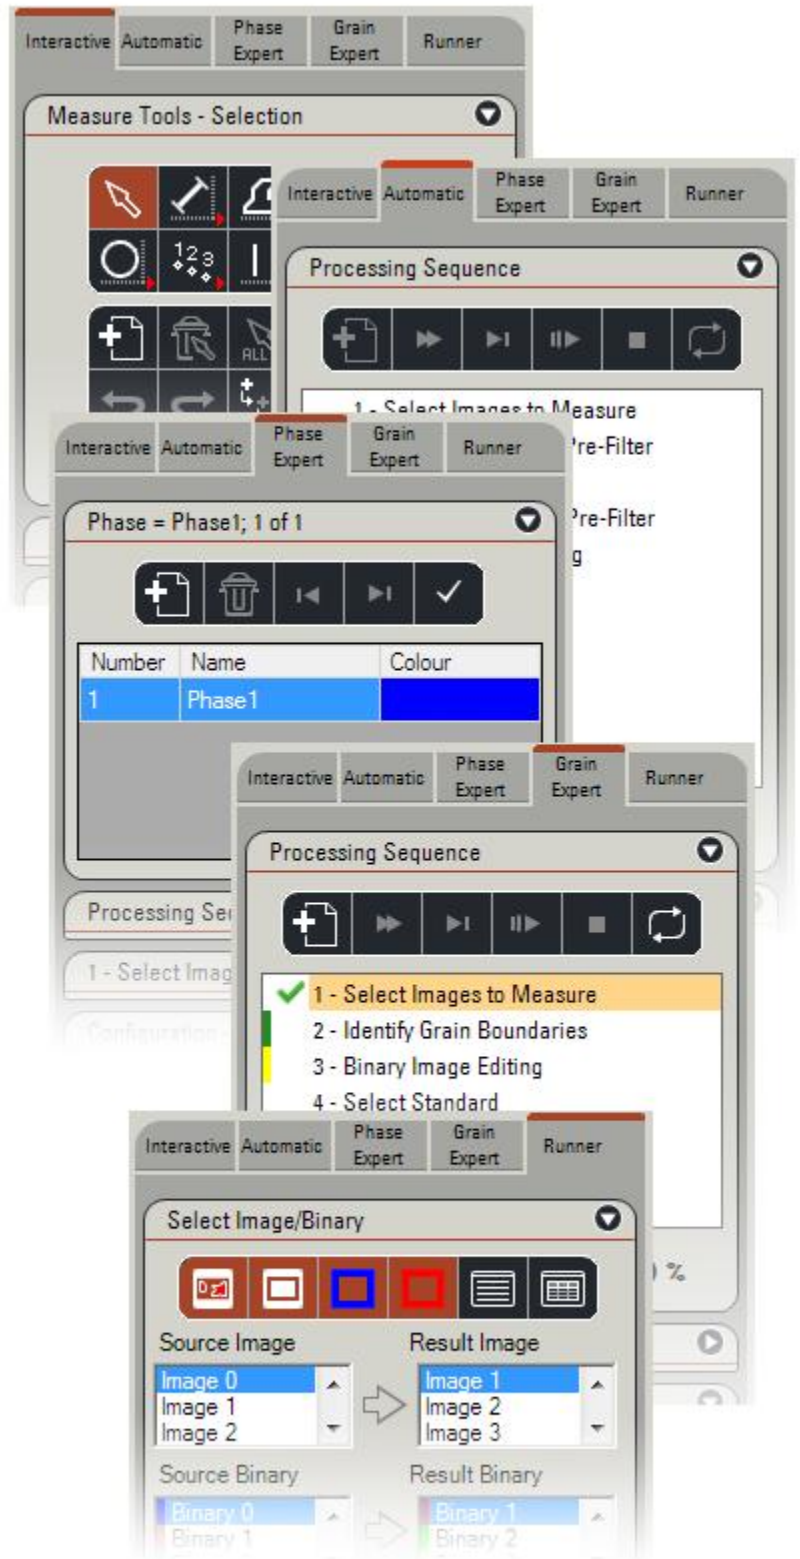 Interactive Automatic Phase Expert Grain Expert Runner
Measure Tools - Selection
1 2 3
ALL
Interactive Automatic Phase Expert Grain Expert Runner
Processing Sequence
1 - Select Images to Measure
Pre-Filter
Pre-Filter
g
Interactive Automatic Phase Expert Grain Expert Runner
Phase = Phase1; 1 of 1
Number Name Colour
1 Phase1
Processing Se
1 - Select Imag
Configuration -
Interactive Automatic Phase Expert Grain Expert Runner
Processing Sequence
1 - Select Images to Measure
2 - Identify Grain Boundaries
3 - Binary Image Editing
4 - Select Standard
) %
Interactive Automatic Phase Expert Grain Expert Runner
Select Image/Binary
Source Image Result Image
Image 0 Image 1
Image 1 Image 2
Image 2 Image 3
Source Binary Result Binary
Binary 0 Binary 1
Binary 1 Binary 2